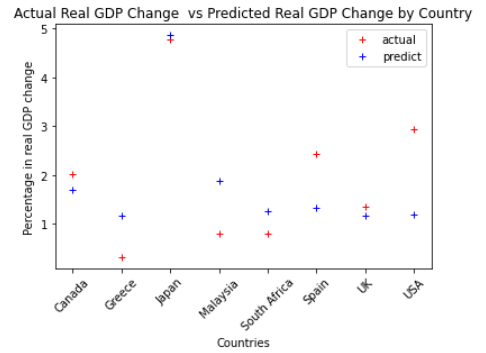 Actual Real GDP Change vs Predicted Real GDP Change by Country
actual
predict
Percentage in real GDP change
5
4
3
2
1
Canada
Greece
Japan
Malaysia
South Africa
Spain
UK
USA
Countries